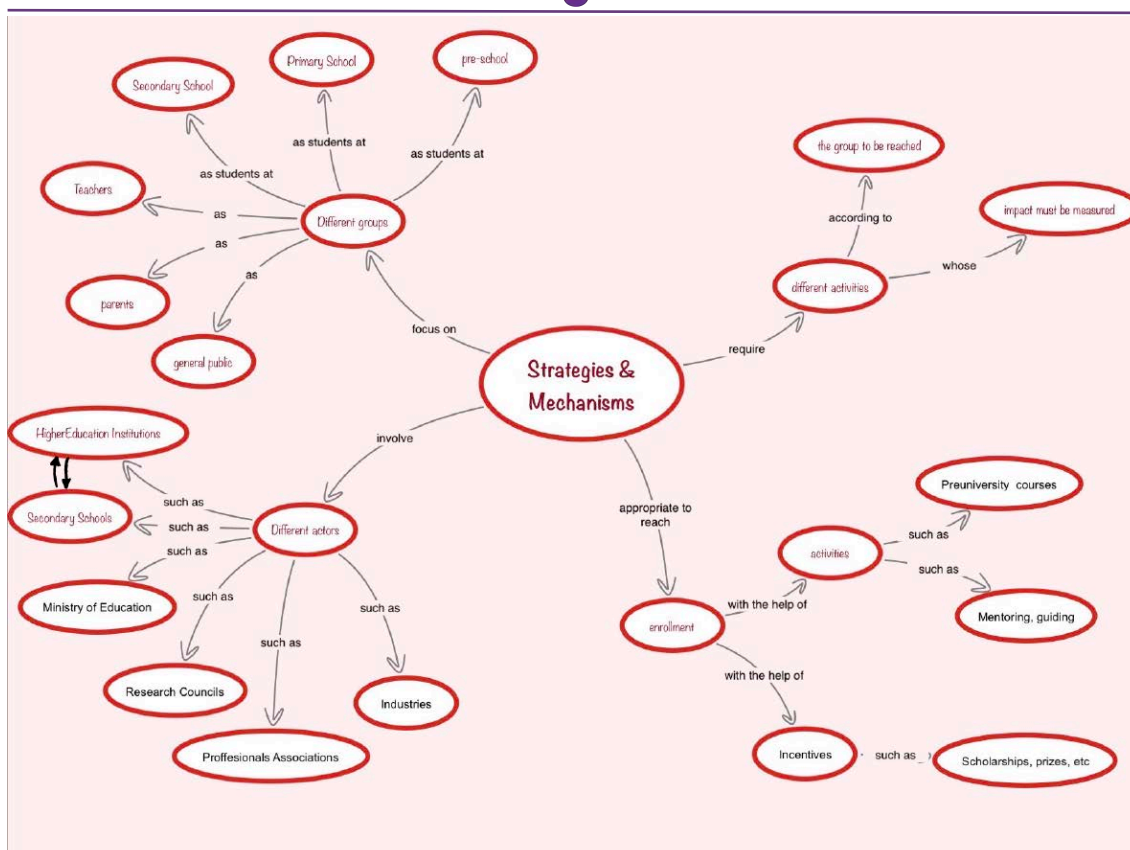 Strategies &
Mechanisms
focus on
Different groups
as students at
pre-school
as students at
Primary School
as students at
Secondary School
as
Teachers
as
parents
as
general public
require
different activities
according to
the group to be reached
whose
impact must be measured
involve
Different actors
such as
HigherEducation Institutions
such as
Secondary Schools
such as
Ministry of Education
such as
Research Councils
such as
Proffesionals Associations
such as
Industries
appropriate to
reach
enrollment
with the help of
activities
such as
Preuniversity courses
such as
Mentoring, guiding
with the help of
Incentives
such as
Scholarships, prizes, etc